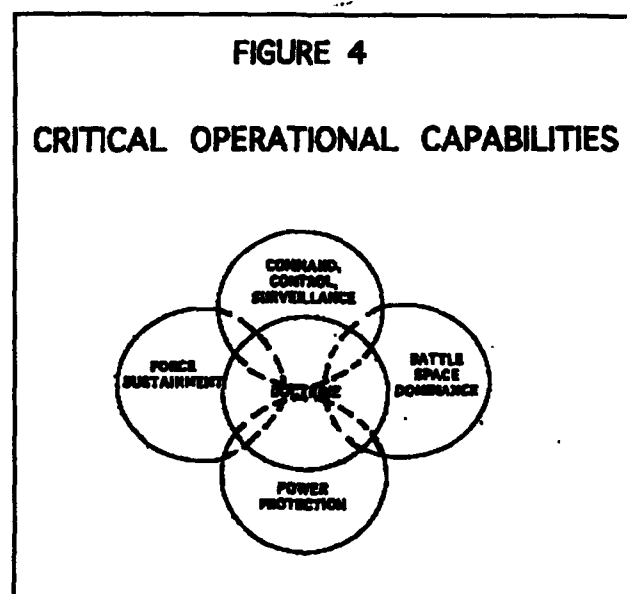 FIGURE 4
CRITICAL OPERATIONAL CAPABILITIES
COMMAND,
CONTROL,
SURVEILLANCE
FORCE
SUSTAINMENT
BATTLE
SPACE
DOMINANCE
POWER
PROTECTION